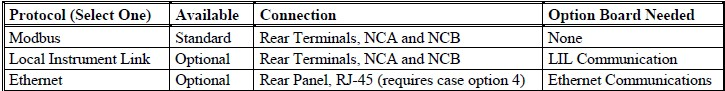 Protocol (Select One) Available Connection Option Board Needed
Modbus Standard Rear Terminals, NCA and NCB None
Local Instrument Link Optional Rear Terminals, NCA and NCB LIL Communication
Ethernet Optional Rear Panel, RJ-45 (requires case option 4) Ethernet Communications